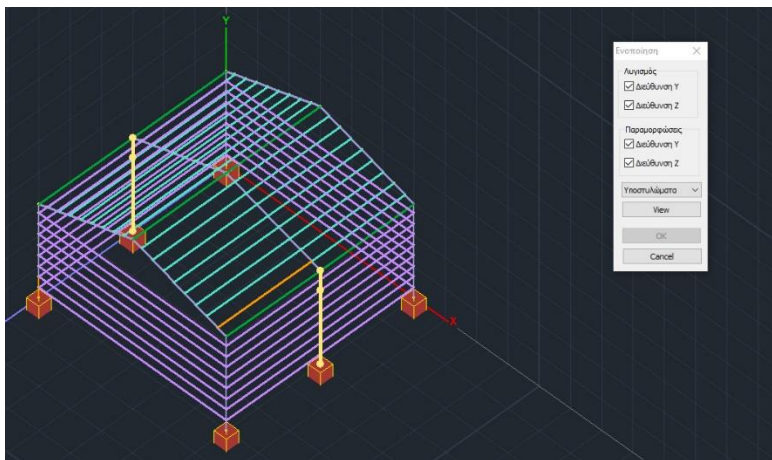 Y
X
Ενοποίηση
Λυγισμός
Διεύθυνση Y
Διεύθυνση Z
Παραμορφώσεις
Διεύθυνση Y
Διεύθυνση Z
Υποστυλώματα
View
OK
Cancel